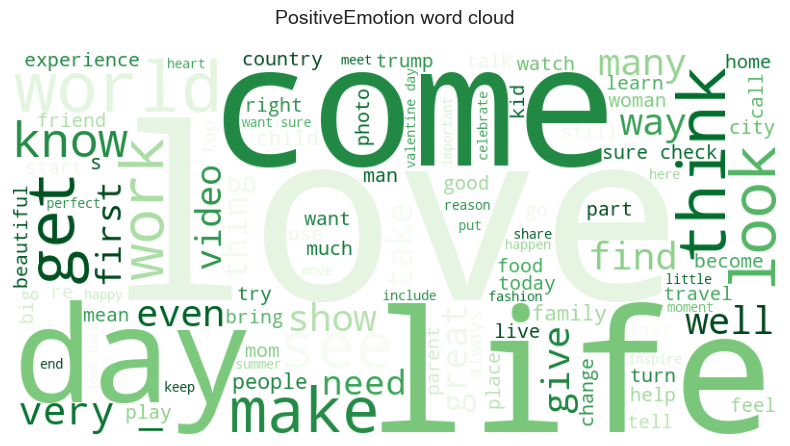 PositiveEmotion word cloud
experience
heart
country
meet
trump
talk
watch
many
home
world
come
learn
call
friend
right
photo
valentine day
important
celebrate
kid
woman
want sure
top
child
still
way
city
know
s
work
think
look
sure check
start
man
love
good
here
get
first
video
thing
beautiful
perfect
want
reason
part
much
use
take
put
go
share
happen
find
become
move
food
today
little
big
re
happy
try
include
fashion
travel
moment
mean
even
bring
show
see
great
always
family
last
well
day
life
live
mom
parent
place
give
change
inspire
end
summer
look back
keep
people
need
turn
help
feel
very
play
make
tell